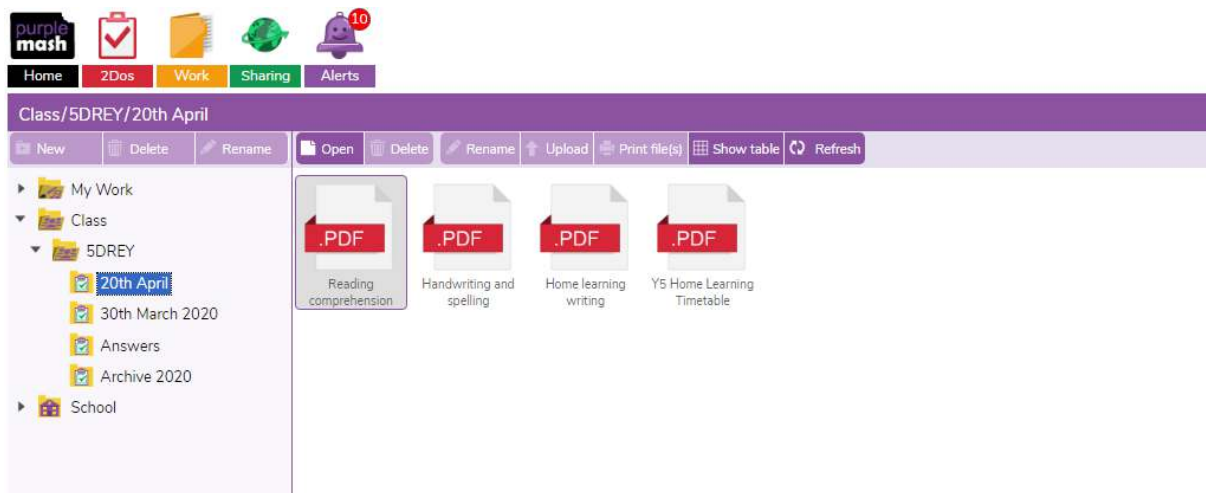 purple
mash
10
Home 2Dos Work Sharing Alerts
Class/5DREY/20th April
New Delete Rename Open Delete Rename Upload Print file(s) Show table Refresh
My Work
Class
5DREY
20th April
30th March 2020
Answers
Archive 2020
School
.PDF .PDF .PDF .PDF
Reading
comprehension
Handwriting and
spelling
Home learning
writing
Y5 Home Learning
Timetable